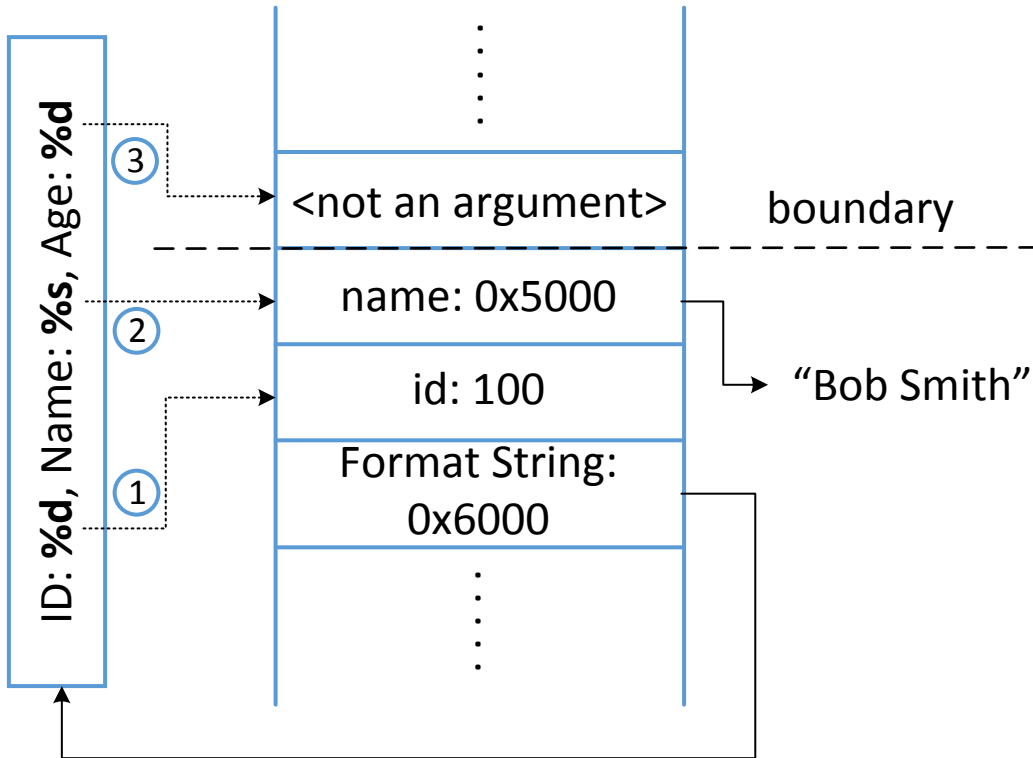 ID: %d, Name: %s, Age: %d
3
<not an argument>
boundary
2
name: 0x5000
“Bob Smith”
id: 100
1
Format String:
0x6000